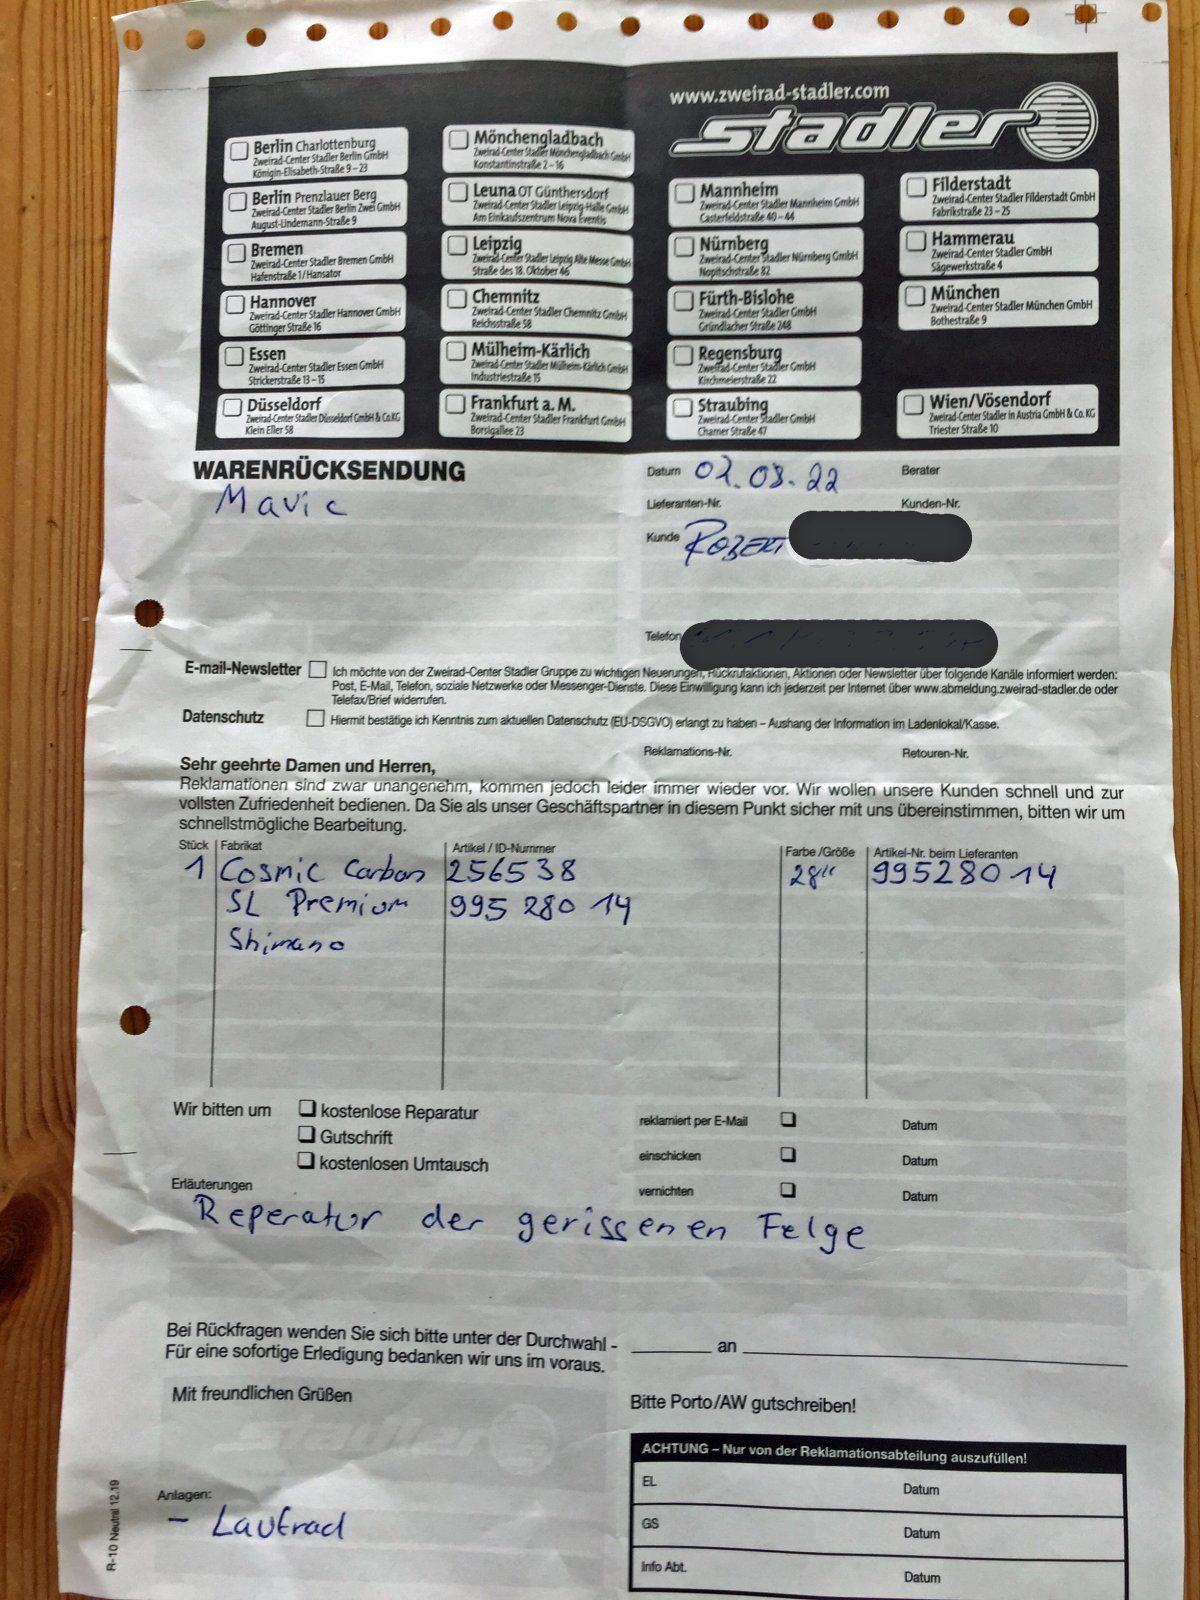 www.zweirad-stadler.com
stadler
Berlin Charlottenburg
Zweirad-Center Stadler Berlin GmbH
Königin-Elisabeth-Straße 9 – 23
Berlin Prenzlauer Berg
Zweirad-Center Stadler Berlin Zwei GmbH
August-Lindemann-Straße 9
Bremen
Zweirad-Center Stadler Bremen GmbH
Hafenstraße 1/Hansator
Hannover
Zweirad-Center Stadler Hannover GmbH
Göttinger Straße 16
Essen
Zweirad-Center Stadler Essen GmbH
Strickerstraße 13 – 15
Düsseldorf
Zweirad-Center Stadler Düsseldorf GmbH & Co.KG
Klein Eller 58
Mönchengladbach
Zweirad-Center Stadler Mönchengladbach GmbH
Konstantinstraße 2 – 16
Leuna OT Günthersdorf
Zweirad-Center Stadler Leipzig-Halle GmbH
Am Einkaufszentrum Nova Eventis
Leipzig
Zweirad-Center Stadler Leipzig Alte Messe GmbH
Straße des 18. Oktober 46
Chemnitz
Zweirad-Center Stadler Chemnitz GmbH
Reichsstraße 58
Mülheim-Kärlich
Zweirad-Center Stadler Mülheim-Kärlich GmbH
Industriestraße 15
Frankfurt a. M.
Zweirad-Center Stadler Frankfurt GmbH
Borsigallee 23
Mannheim
Zweirad-Center Stadler Mannheim GmbH
Casterfeldstraße 40 – 44
Nürnberg
Zweirad-Center Stadler Nürnberg GmbH
Nopitschstraße 82
Fürth-Bislohe
Zweirad-Center Stadler GmbH
Gründlacher Straße 248
Regensburg
Zweirad-Center Stadler GmbH
Kirchmeierstraße 22
Straubing
Zweirad-Center Stadler GmbH
Chamer Straße 47
Filderstadt
Zweirad-Center Stadler Filderstadt GmbH
Fabrikstraße 23 – 25
Hammerau
Zweirad-Center Stadler GmbH
Sägewerkstraße 4
München
Zweirad-Center Stadler München GmbH
Bothestraße 9
Wien/Vösendorf
Zweirad-Center Stadler in Austria GmbH & Co. KG
Triester Straße 10
WARENRÜCKSENDUNG
Mavic
Datum 02.08.22 Berater
Lieferanten-Nr. Kunden-Nr.
Kunde ROBERT
Telefon
E-mail-Newsletter Ich möchte von der Zweirad-Center Stadler Gruppe zu wichtigen Neuerungen, Rückrufaktionen, Aktionen oder Newsletter über folgende Kanäle informiert werden:
Post, E-Mail, Telefon, soziale Netzwerke oder Messenger-Dienste. Diese Einwilligung kann ich jederzeit per Internet über www.abmeldung.zweirad-stadler.de oder
Telefax/Brief widerrufen.
Datenschutz Hiermit bestätige ich Kenntnis zum aktuellen Datenschutz (EU-DSGVO) erlangt zu haben – Aushang der Information im Ladenlokal/Kasse.
Reklamations-Nr. Retouren-Nr.
Sehr geehrte Damen und Herren,
Reklamationen sind zwar unangenehm, kommen jedoch leider immer wieder vor. Wir wollen unsere Kunden schnell und zur
vollsten Zufriedenheit bedienen. Da Sie als unser Geschäftspartner in diesem Punkt sicher mit uns übereinstimmen, bitten wir um
schnellstmögliche Bearbeitung.
Stück Fabrikat Artikel / ID-Nummer Farbe /Größe Artikel-Nr. beim Lieferanten
1 Cosmic Carbon 256538 28" 99528014
SL Premium 995 280 14
Shimano
Wir bitten um kostenlose Reparatur
Gutschrift
kostenlosen Umtausch
reklamiert per E-Mail Datum
einschicken Datum
vernichten Datum
Erläuterungen
Reperatur der gerissenen Felge
Bei Rückfragen wenden Sie sich bitte unter der Durchwahl - ________ an ________
Für eine sofortige Erledigung bedanken wir uns im voraus.
Mit freundlichen Grüßen
stadler
Bitte Porto/AW gutschreiben!
ACHTUNG – Nur von der Reklamationsabteilung auszufüllen!
EL Datum
GS Datum
Info Abt. Datum
Anlagen:
– Laufrad
R-10 Neutral 12.19